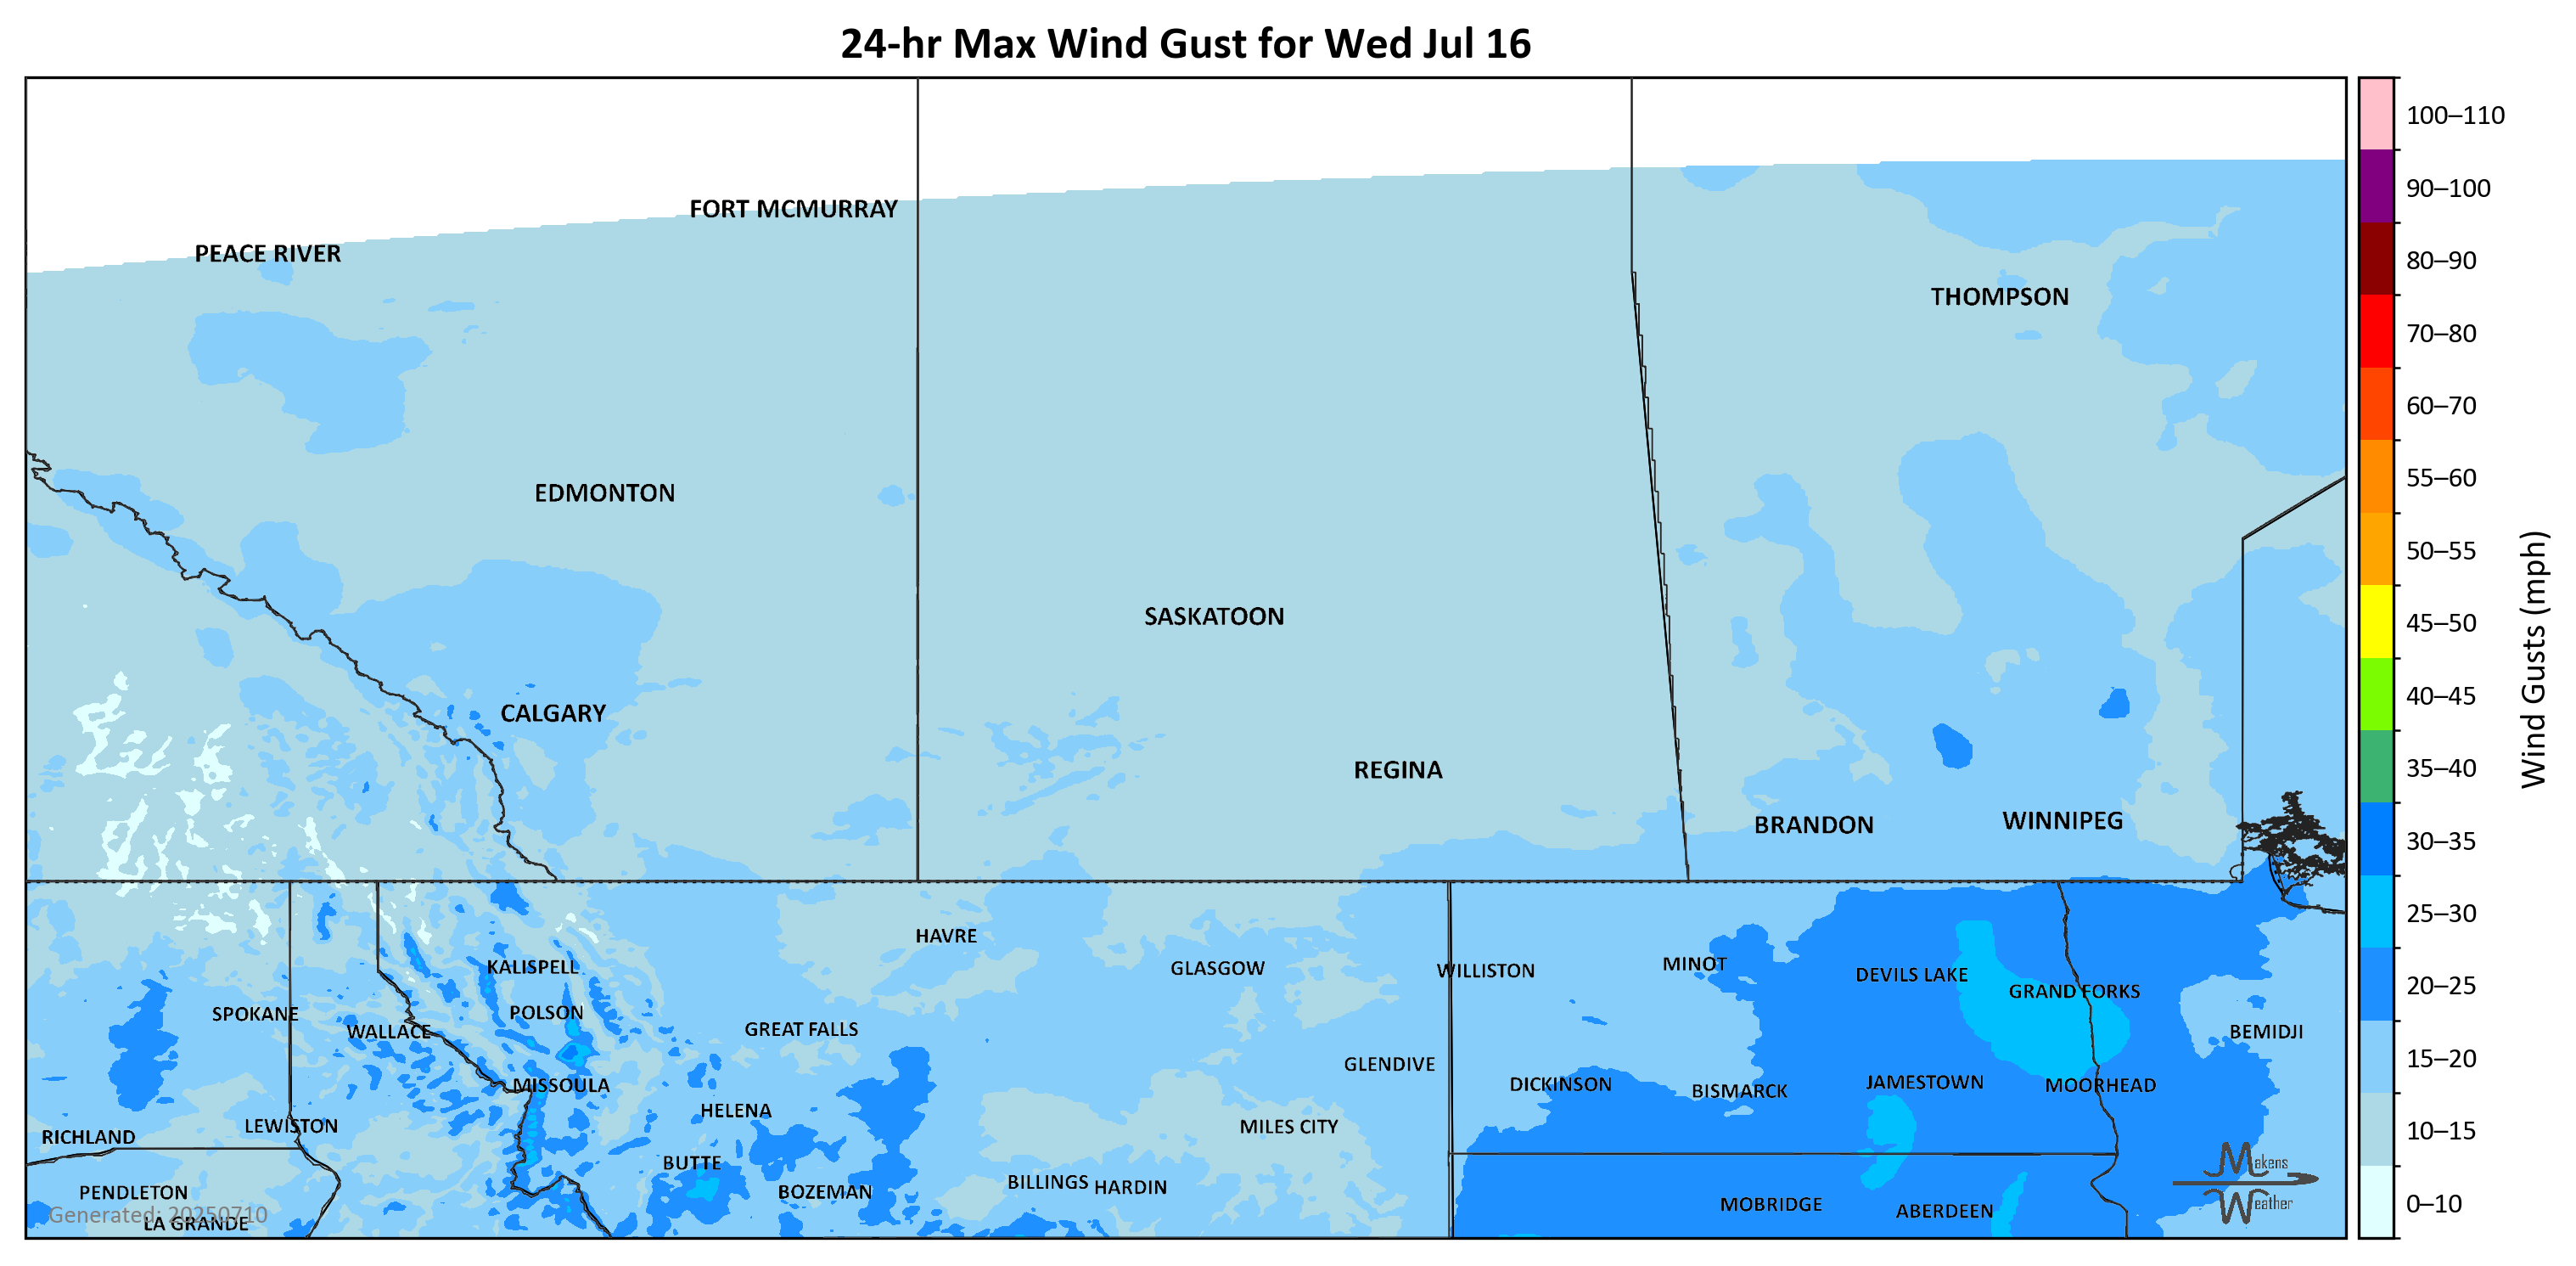 24-hr Max Wind Gust for Wed Jul 16
100–110
90–100
80–90
70–80
60–70
55–60
50–55
45–50
40–45
35–40
30–35
25–30
20–25
15–20
10–15
0–10
Wind Gusts (mph)
FORT MCMURRAY
PEACE RIVER
THOMPSON
EDMONTON
SASKATOON
CALGARY
REGINA
BRANDON
WINNIPEG
HAVRE
KALISPELL
GLASGOW
WILLISTON
MINOT
DEVILS LAKE
GRAND FORKS
SPOKANE
POLSON
WALLACE
GREAT FALLS
BEMIDJI
GLENDIVE
MISSOULA
DICKINSON
BISMARCK
JAMESTOWN
MOORHEAD
HELENA
LEWISTON
MILES CITY
RICHLAND
BUTTE
BILLINGS
HARDIN
PENDLETON
BOZEMAN
MOBRIDGE
ABERDEEN
LA GRANDE
Generated: 20250710
Makens
Weather